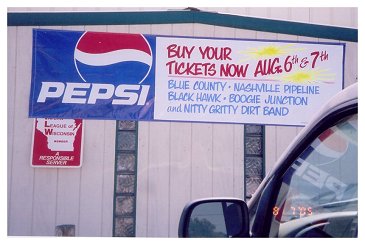 PEPSI
BUY YOUR
TICKETS NOW AUG. 6th & 7th
BLUE COUNTY • NASHVILLE PIPELINE
BLACK HAWK • BOOGIE JUNCTION
and NITTY GRITTY DIRT BAND
LEAGUE OF
WISCONSIN
MEMBER
A
RESPONSIBLE
SERVER